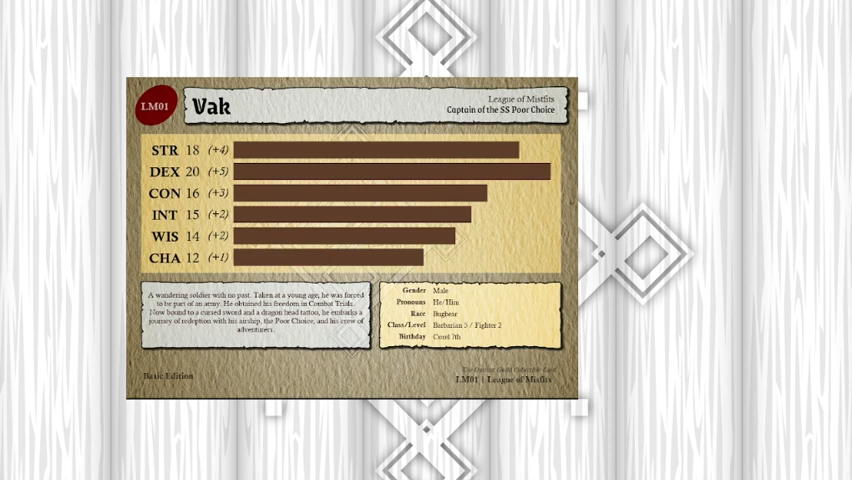 LM01
Vak
League of Misfits
Captain of the SS Poor Choice
STR 18 (+4)
DEX 20 (+5)
CON 16 (+3)
INT 15 (+2)
WIS 14 (+2)
CHA 12 (+1)
A wandering soldier with no past. Taken at a young age, he was forced
to be part of an army. He obtained his freedom in Combat Trials.
Now bound to a cursed sword and a dragon head tattoo, he embarks a
journey of redeption with his airship, the Poor Choice, and his crew of
adventurers.
Gender Male
Pronouns He/Him
Race Bugbear
Class/Level Barbarian 5 / Fighter 2
Birthday 7th
Basic Edition
LM01 | League of Misfits